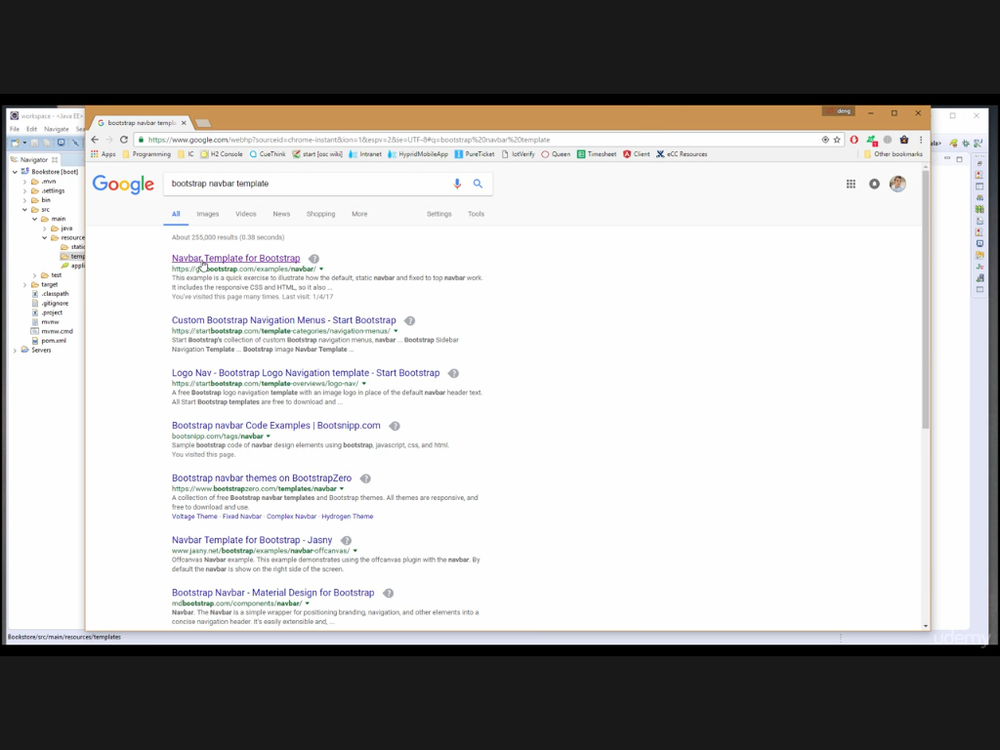 workspace - <Java EE>
deng
bootstrap navbar templ
File Edit Navigate Se
https://www.google.com/webhp?sourceid=chrome-instant&ion=1&espv=2&ie=UTF-8#q=bootstrap%20navbar%20template
Apps Programming IC H2 Console CueThink start [osc wiki] Intranet HypridMobileApp PureTicket IotVerify Queen Timesheet Client eCC Resources Other bookmarks
Navigator
Bookstore [boot]
.mvn
.settings
bin
src
main
java
resource
static
temp
appli
test
target
.classpath
.gitignore
.project
mvnw
mvnw.cmd
pom.xml
Servers
Google
bootstrap navbar template
All Images Videos News Shopping More Settings Tools
About 255,000 results (0.38 seconds)
Navbar Template for Bootstrap
bootstrap.com/examples/navbar/
This example is a quick exercise to illustrate how the default, static navbar and fixed to top navbar work.
It includes the responsive CSS and HTML, so it also ...
You've visited this page many times. Last visit: 1/4/17
Custom Bootstrap Navigation Menus - Start Bootstrap
https://startbootstrap.com/template-categories/navigation-menus/
Start Bootstrap's collection of custom Bootstrap navigation menus, navbar ... Bootstrap Sidebar
Navigation Template ... Bootstrap image Navbar Template ...
Logo Nav - Bootstrap Logo Navigation template - Start Bootstrap
https://startbootstrap.com/template-overviews/logo-nav/
A free Bootstrap logo navigation template with an image logo in place of the default navbar header text.
All Start Bootstrap templates are free to download and ...
Bootstrap navbar Code Examples | Bootsnipp.com
bootsnipp.com/tags/navbar
Sample bootstrap code of navbar design elements using bootstrap, javascript, css, and html.
You visited this page.
Bootstrap navbar themes on BootstrapZero
https://www.bootstrapzero.com/templates/navbar
A collection of free Bootstrap navbar templates and Bootstrap themes. All themes are responsive, and
free to download and use.
Voltage Theme · Fixed Navbar · Complex Navbar · Hydrogen Theme
Navbar Template for Bootstrap - Jasny
www.jasny.net/bootstrap/examples/navbar-offcanvas/
Offcanvas Navbar example. This example demonstrates using the offcanvas plugin with the navbar. By
default the navbar is show on the right side of the screen.
Bootstrap Navbar - Material Design for Bootstrap
mdbootstrap.com/components/navbar/
Navbar. The Navbar is a simple wrapper for positioning branding, navigation, and other elements into a
concise navigation header. It's easily extensible and, ...
Bookstore/src/main/resources/templates
udemy